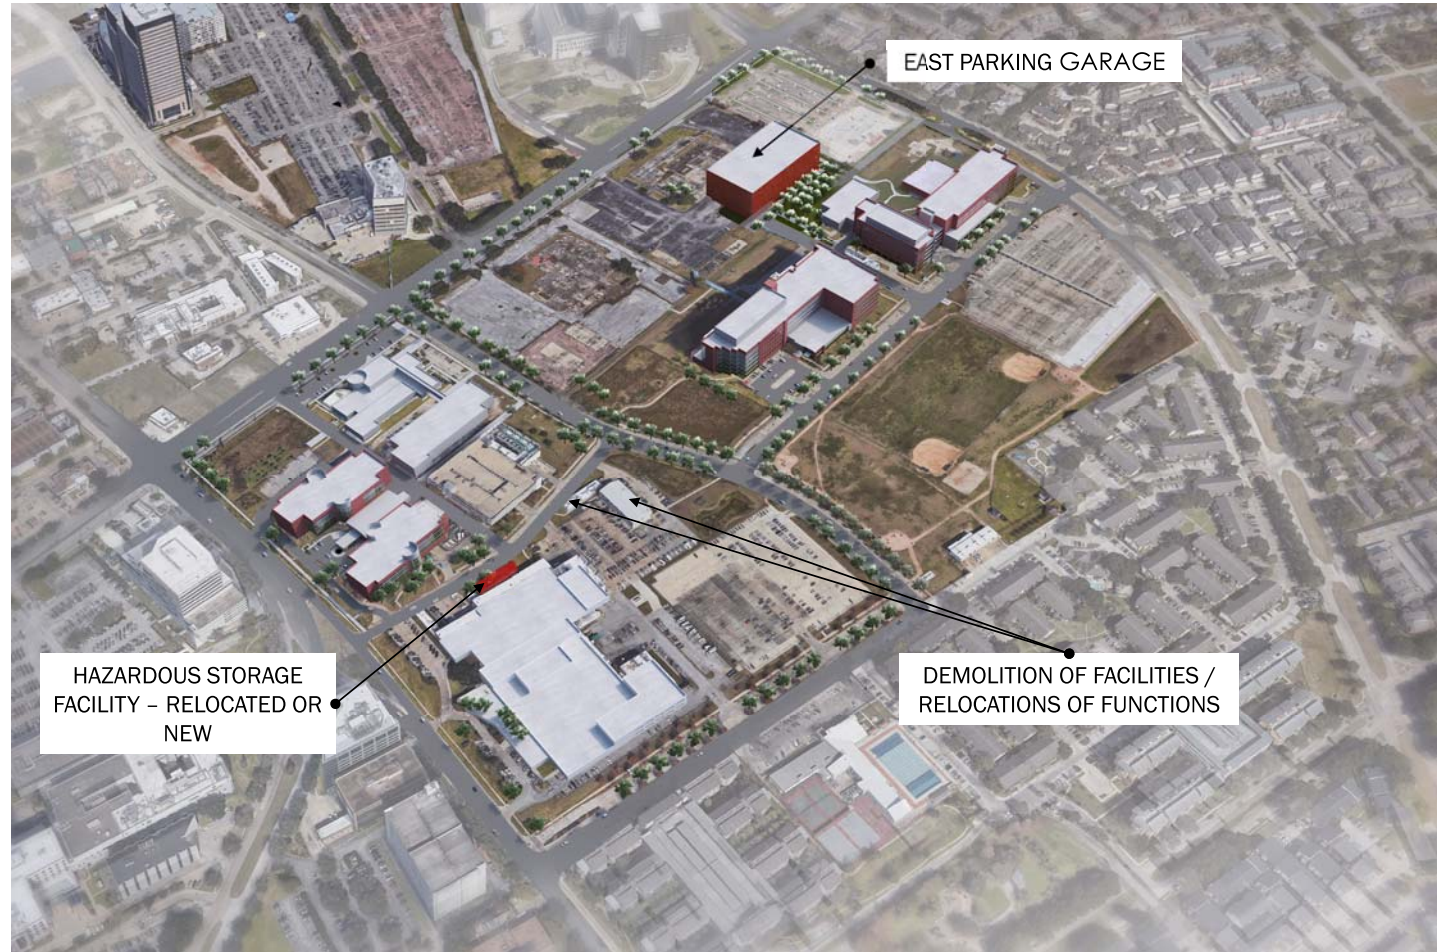 EAST PARKING GARAGE
HAZARDOUS STORAGE
FACILITY – RELOCATED OR
NEW
DEMOLITION OF FACILITIES /
RELOCATIONS OF FUNCTIONS